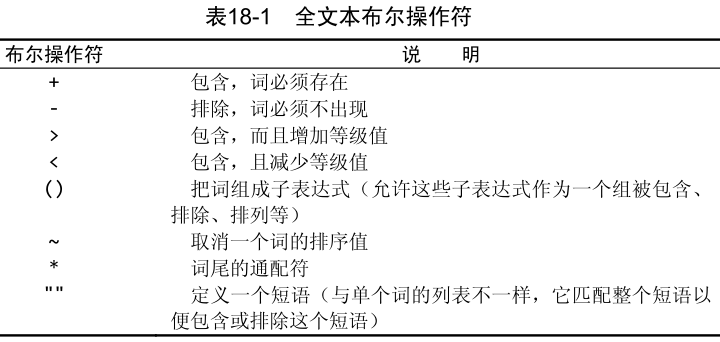 表18-1 全文本布尔操作符
布尔操作符 说 明
+ 包含，词必须存在
- 排除，词必须不出现
> 包含，而且增加等级值
< 包含，且减少等级值
() 把词组成子表达式（允许这些子表达式作为一个组被包含、
排除、排列等）
~ 取消一个词的排序值
* 词尾的通配符
"" 定义一个短语（与单个词的列表不一样，它匹配整个短语以
便包含或排除这个短语）